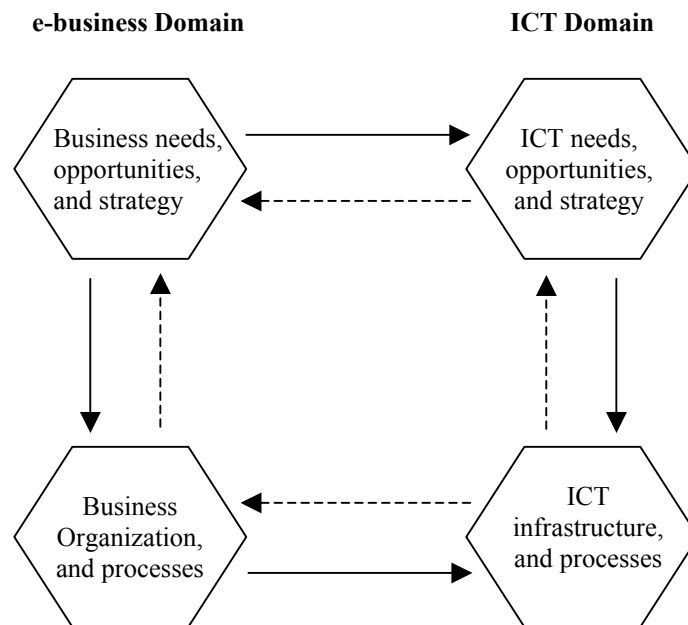 e-business Domain
ICT Domain
Business needs,
opportunities,
and strategy
ICT needs,
opportunities,
and strategy
Business
Organization,
and processes
ICT
infrastructure,
and processes